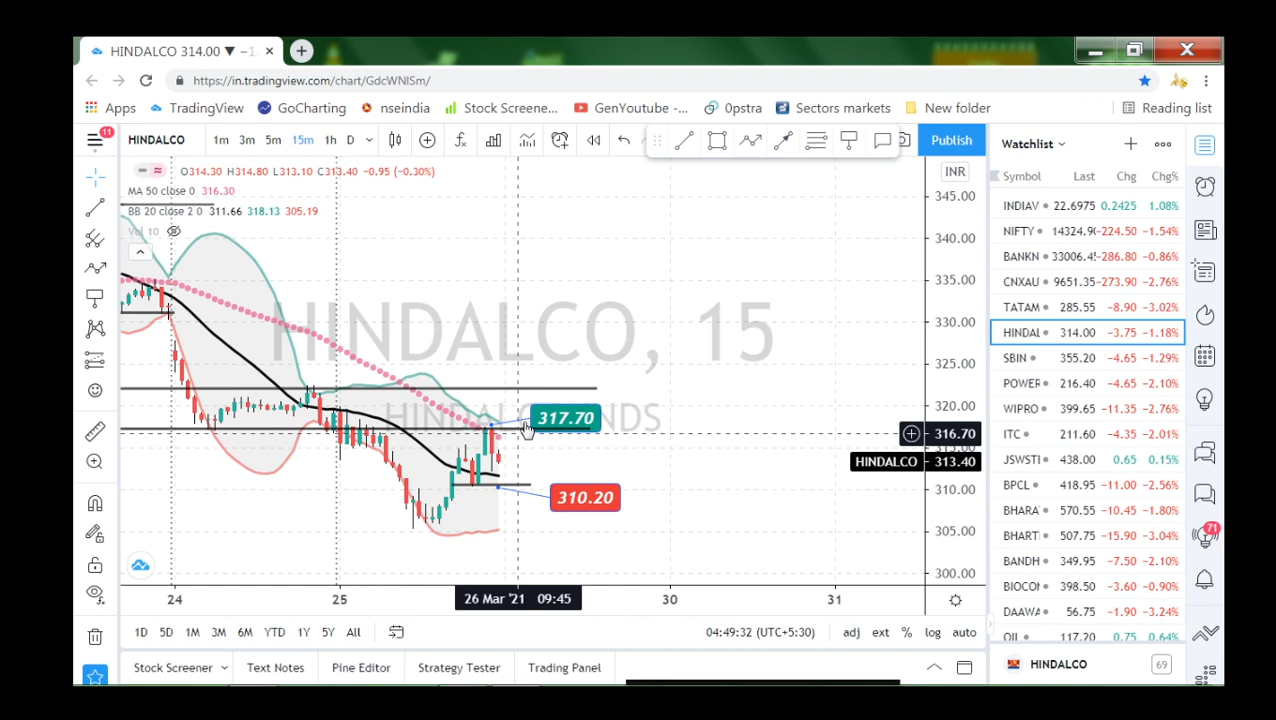 HINDALCO 314.00 ▼ −1
https://in.tradingview.com/chart/GdcWNISm/
Apps TradingView GoCharting nseindia Stock Screene... GenYoutube -... 0pstra Sectors markets New folder Reading list
11
HINDALCO 1m 3m 5m 15m 1h D Publish
Watchlist
O314.30 H314.80 L313.10 C313.40 −0.95 (−0.30%)
INR
Symbol Last Chg Chg%
MA 50 close 0 316.30
BB 20 close 2 0 311.66 318.13 305.19
Vol 10
HINDALCO, 15
345.00
340.00
335.00
330.00
325.00
320.00
317.70
316.70
HINDALCO 313.40
310.00
310.20
305.00
300.00
INDIAV 22.6975 0.2425 1.08%
NIFTY 14324.90 -224.50 −1.54%
BANKN 33006.45 -286.80 −0.86%
CNXAU 9651.35 -273.90 −2.76%
TATAM 285.55 −8.90 −3.02%
HINDAL 314.00 −3.75 −1.18%
SBIN 355.20 −4.65 −1.29%
POWER 216.40 −4.65 −2.10%
WIPRO 399.65 −11.35 −2.76%
ITC 211.60 −4.35 −2.01%
JSWSTI 438.00 0.65 0.15%
BPCL 418.95 −11.00 −2.56%
BHARA 570.55 −10.45 −1.80%
BHARTI 507.75 −15.90 −3.04%
BANDH 349.95 −7.50 −2.10%
BIOCO 398.50 −3.60 −0.90%
DAAWA 56.75 −1.90 −3.24%
OIL 117.20 0.75 0.64%
71
24 25 26 Mar '21 09:45 30 31
1D 5D 1M 3M 6M YTD 1Y 5Y All 04:49:32 (UTC+5:30) adj ext % log auto
Stock Screener Text Notes Pine Editor Strategy Tester Trading Panel
HINDALCO 69